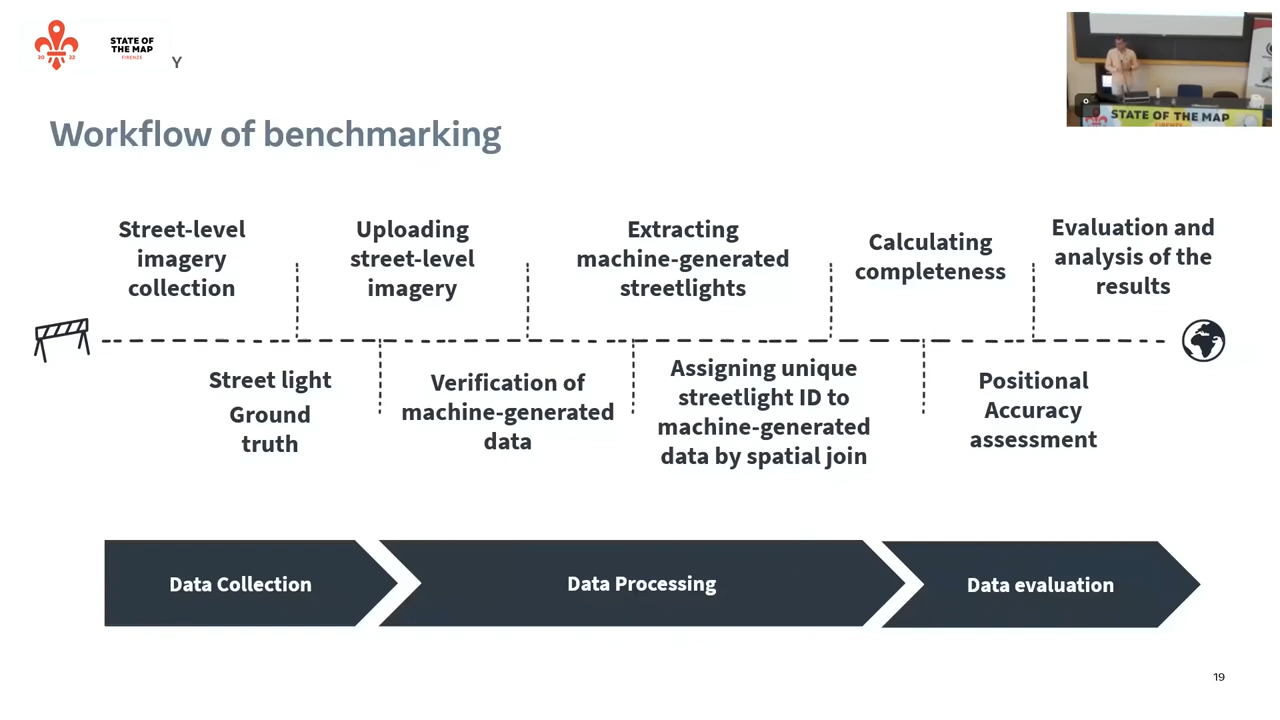 20 22
STATE OF
THE MAP
FIRENZE
Y
STATE OF THE MAP
FIRENZE
Workflow of benchmarking
Street-level
imagery
collection
Uploading
street-level
imagery
Extracting
machine-generated
streetlights
Calculating
completeness
Evaluation and
analysis of the
results
Street light
Ground
truth
Verification of
machine-generated
data
Assigning unique
streetlight ID to
machine-generated
data by spatial join
Positional
Accuracy
assessment
Data Collection
Data Processing
Data evaluation
19